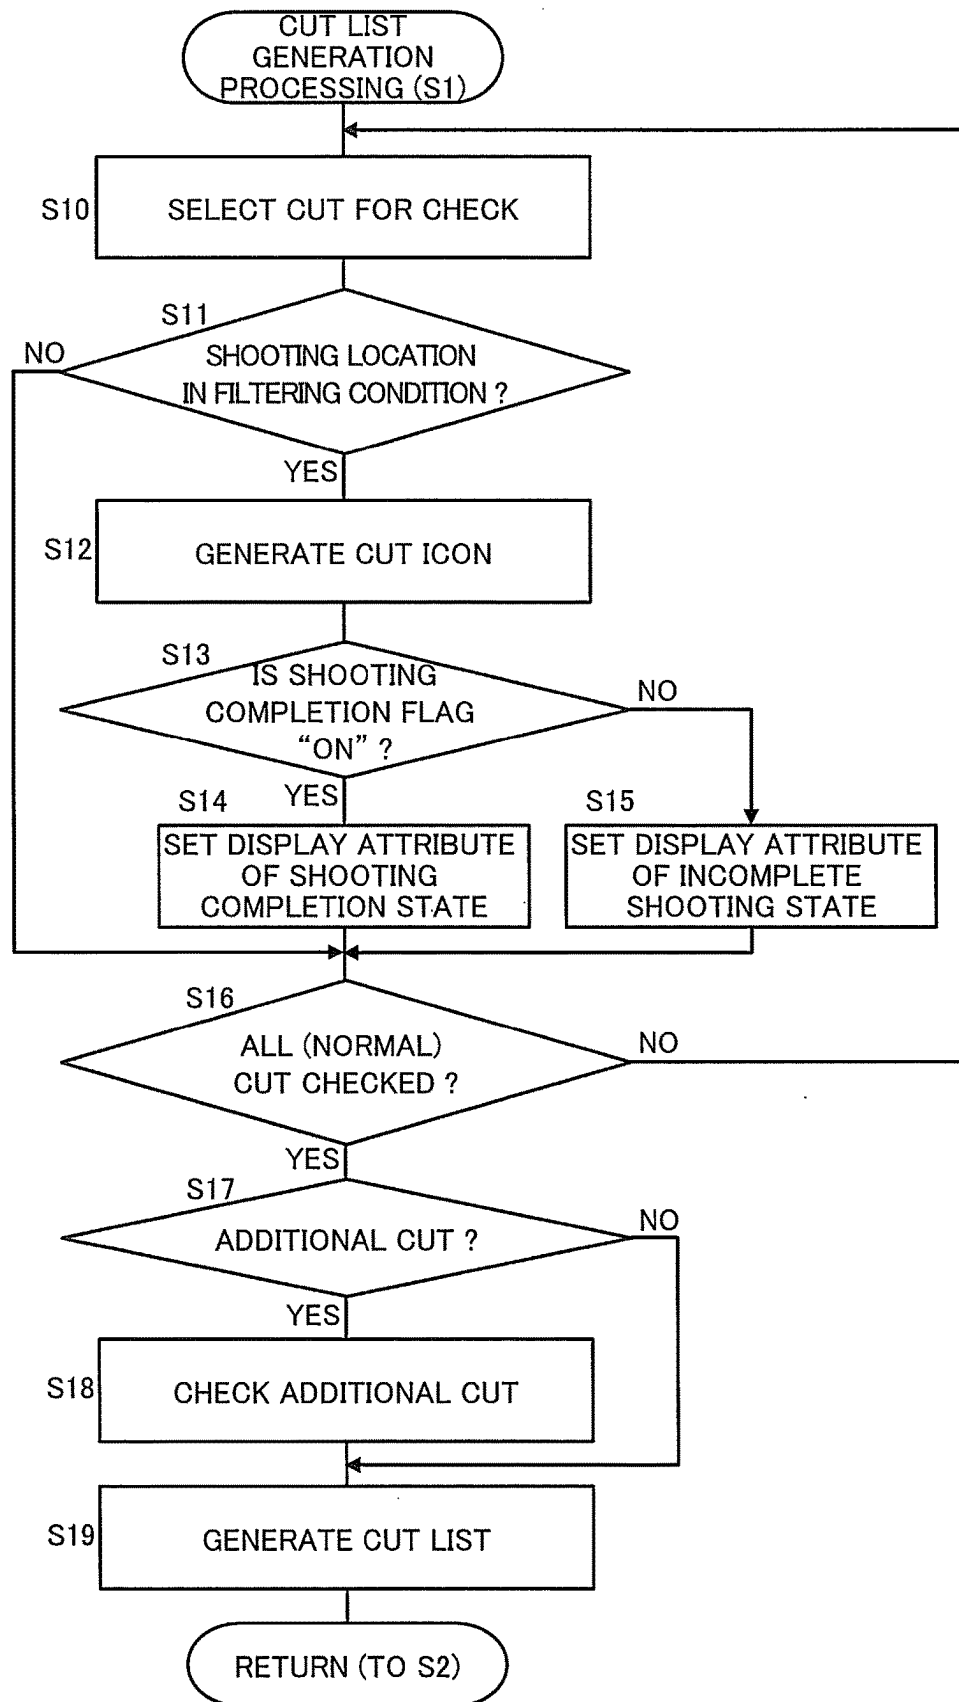 CUT LIST
GENERATION
PROCESSING (S1)
S10
SELECT CUT FOR CHECK
S11
NO
SHOOTING LOCATION
IN FILTERING CONDITION ?
YES
S12
GENERATE CUT ICON
S13
IS SHOOTING
COMPLETION FLAG
“ON” ?
NO
YES
S14
SET DISPLAY ATTRIBUTE
OF SHOOTING
COMPLETION STATE
S15
SET DISPLAY ATTRIBUTE
OF INCOMPLETE
SHOOTING STATE
S16
ALL (NORMAL)
CUT CHECKED ?
NO
YES
S17
ADDITIONAL CUT ?
NO
YES
S18
CHECK ADDITIONAL CUT
S19
GENERATE CUT LIST
RETURN (TO S2)